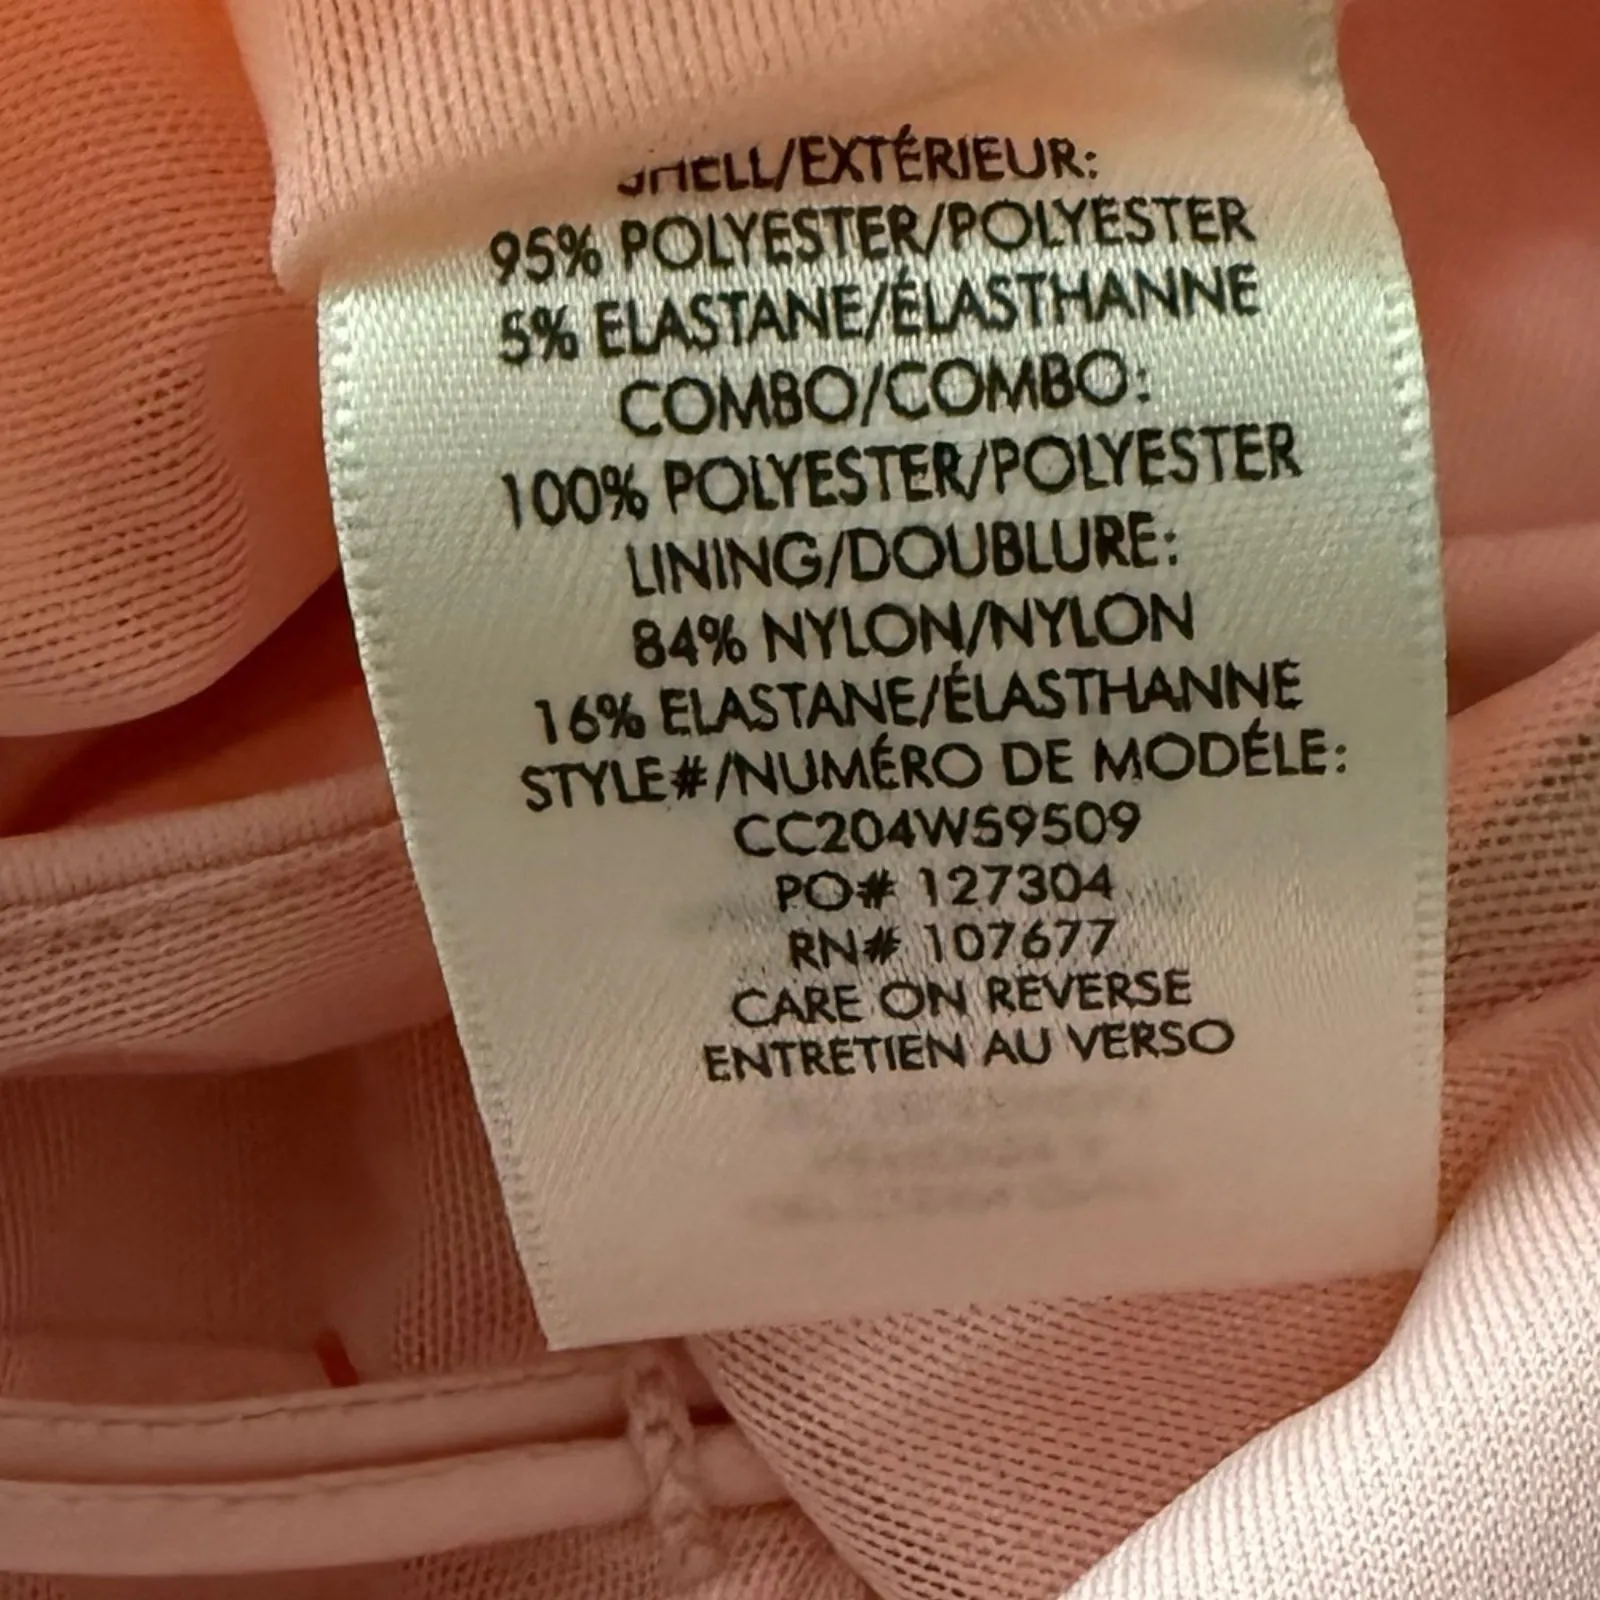 SHELL/EXTÉRIEUR:
95% POLYESTER/POLYESTER
5% ELASTANE/ÉLASTHANNE
COMBO/COMBO:
100% POLYESTER/POLYESTER
LINING/DOUBLURE:
84% NYLON/NYLON
16% ELASTANE/ÉLASTHANNE
STYLE#/NUMÉRO DE MODÉLE:
CC204W59509
PO# 127304
RN# 107677
CARE ON REVERSE
ENTRETIEN AU VERSO